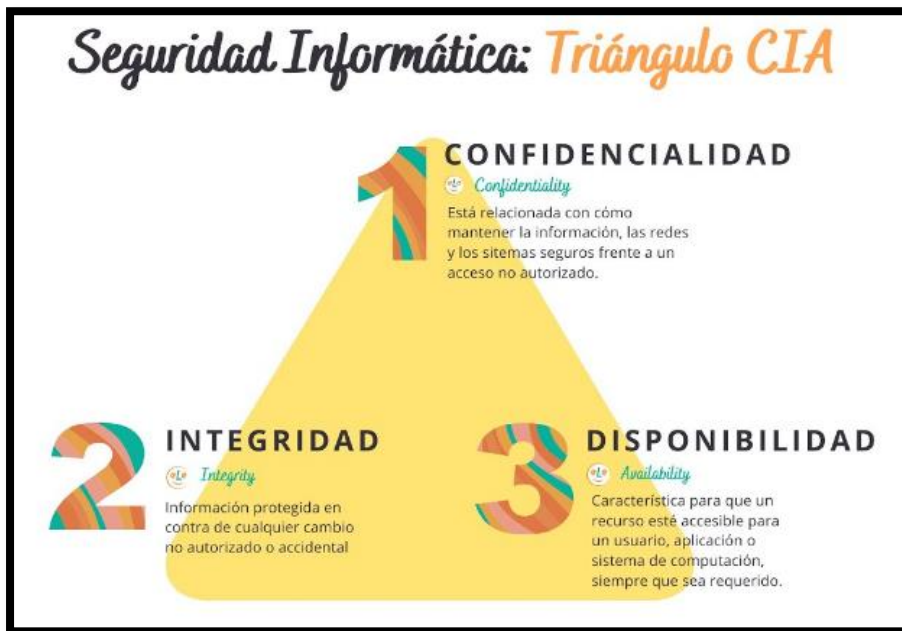 Seguridad Informática: Triángulo CIA
1
CONFIDENCIALIDAD
Confidentiality
Está relacionada con cómo
mantener la información, las redes
y los sitemas seguros frente a un
acceso no autorizado.
2
INTEGRIDAD
Integrity
Información protegida en
contra de cualquier cambio
no autorizado o accidental
3
DISPONIBILIDAD
Availability
Característica para que un
recurso esté accesible para
un usuario, aplicación o
sistema de computación,
siempre que sea requerido.